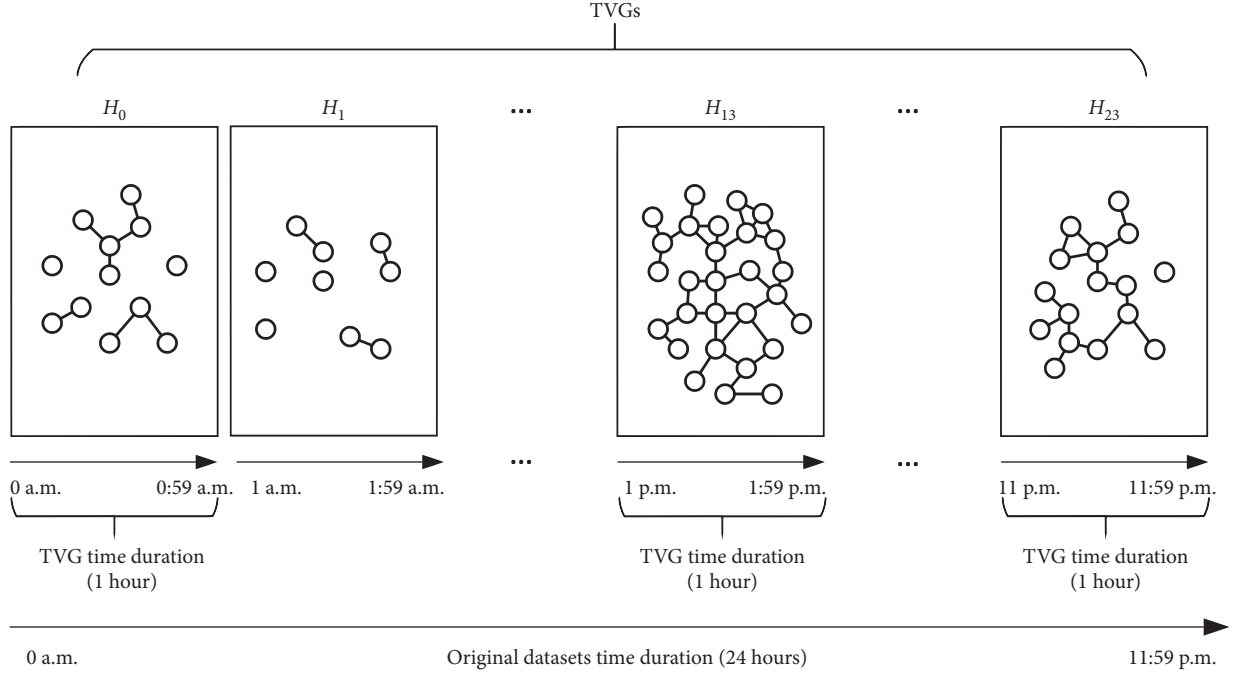 TVGs
H0 H1 ... H13 ... H23
... ...
0 a.m. 0:59 a.m. 1 a.m. 1:59 a.m. 1 p.m. 1:59 p.m. 11 p.m. 11:59 p.m.
TVG time duration
(1 hour)
TVG time duration
(1 hour)
TVG time duration
(1 hour)
0 a.m. Original datasets time duration (24 hours) 11:59 p.m.